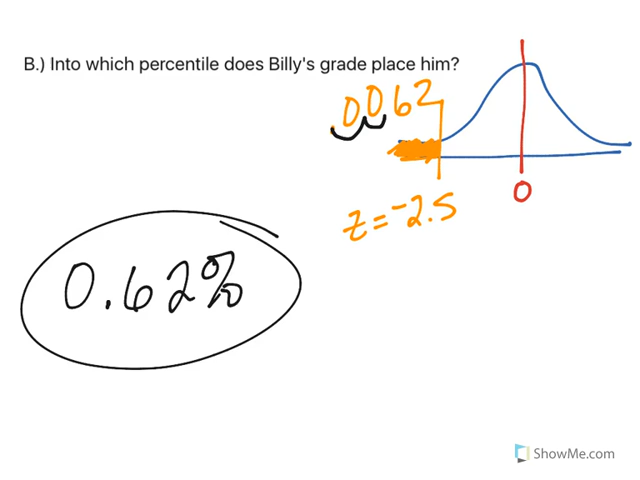 B.) Into which percentile does Billy's grade place him?
.0062
z=-2.5
0
0.62%
ShowMe.com